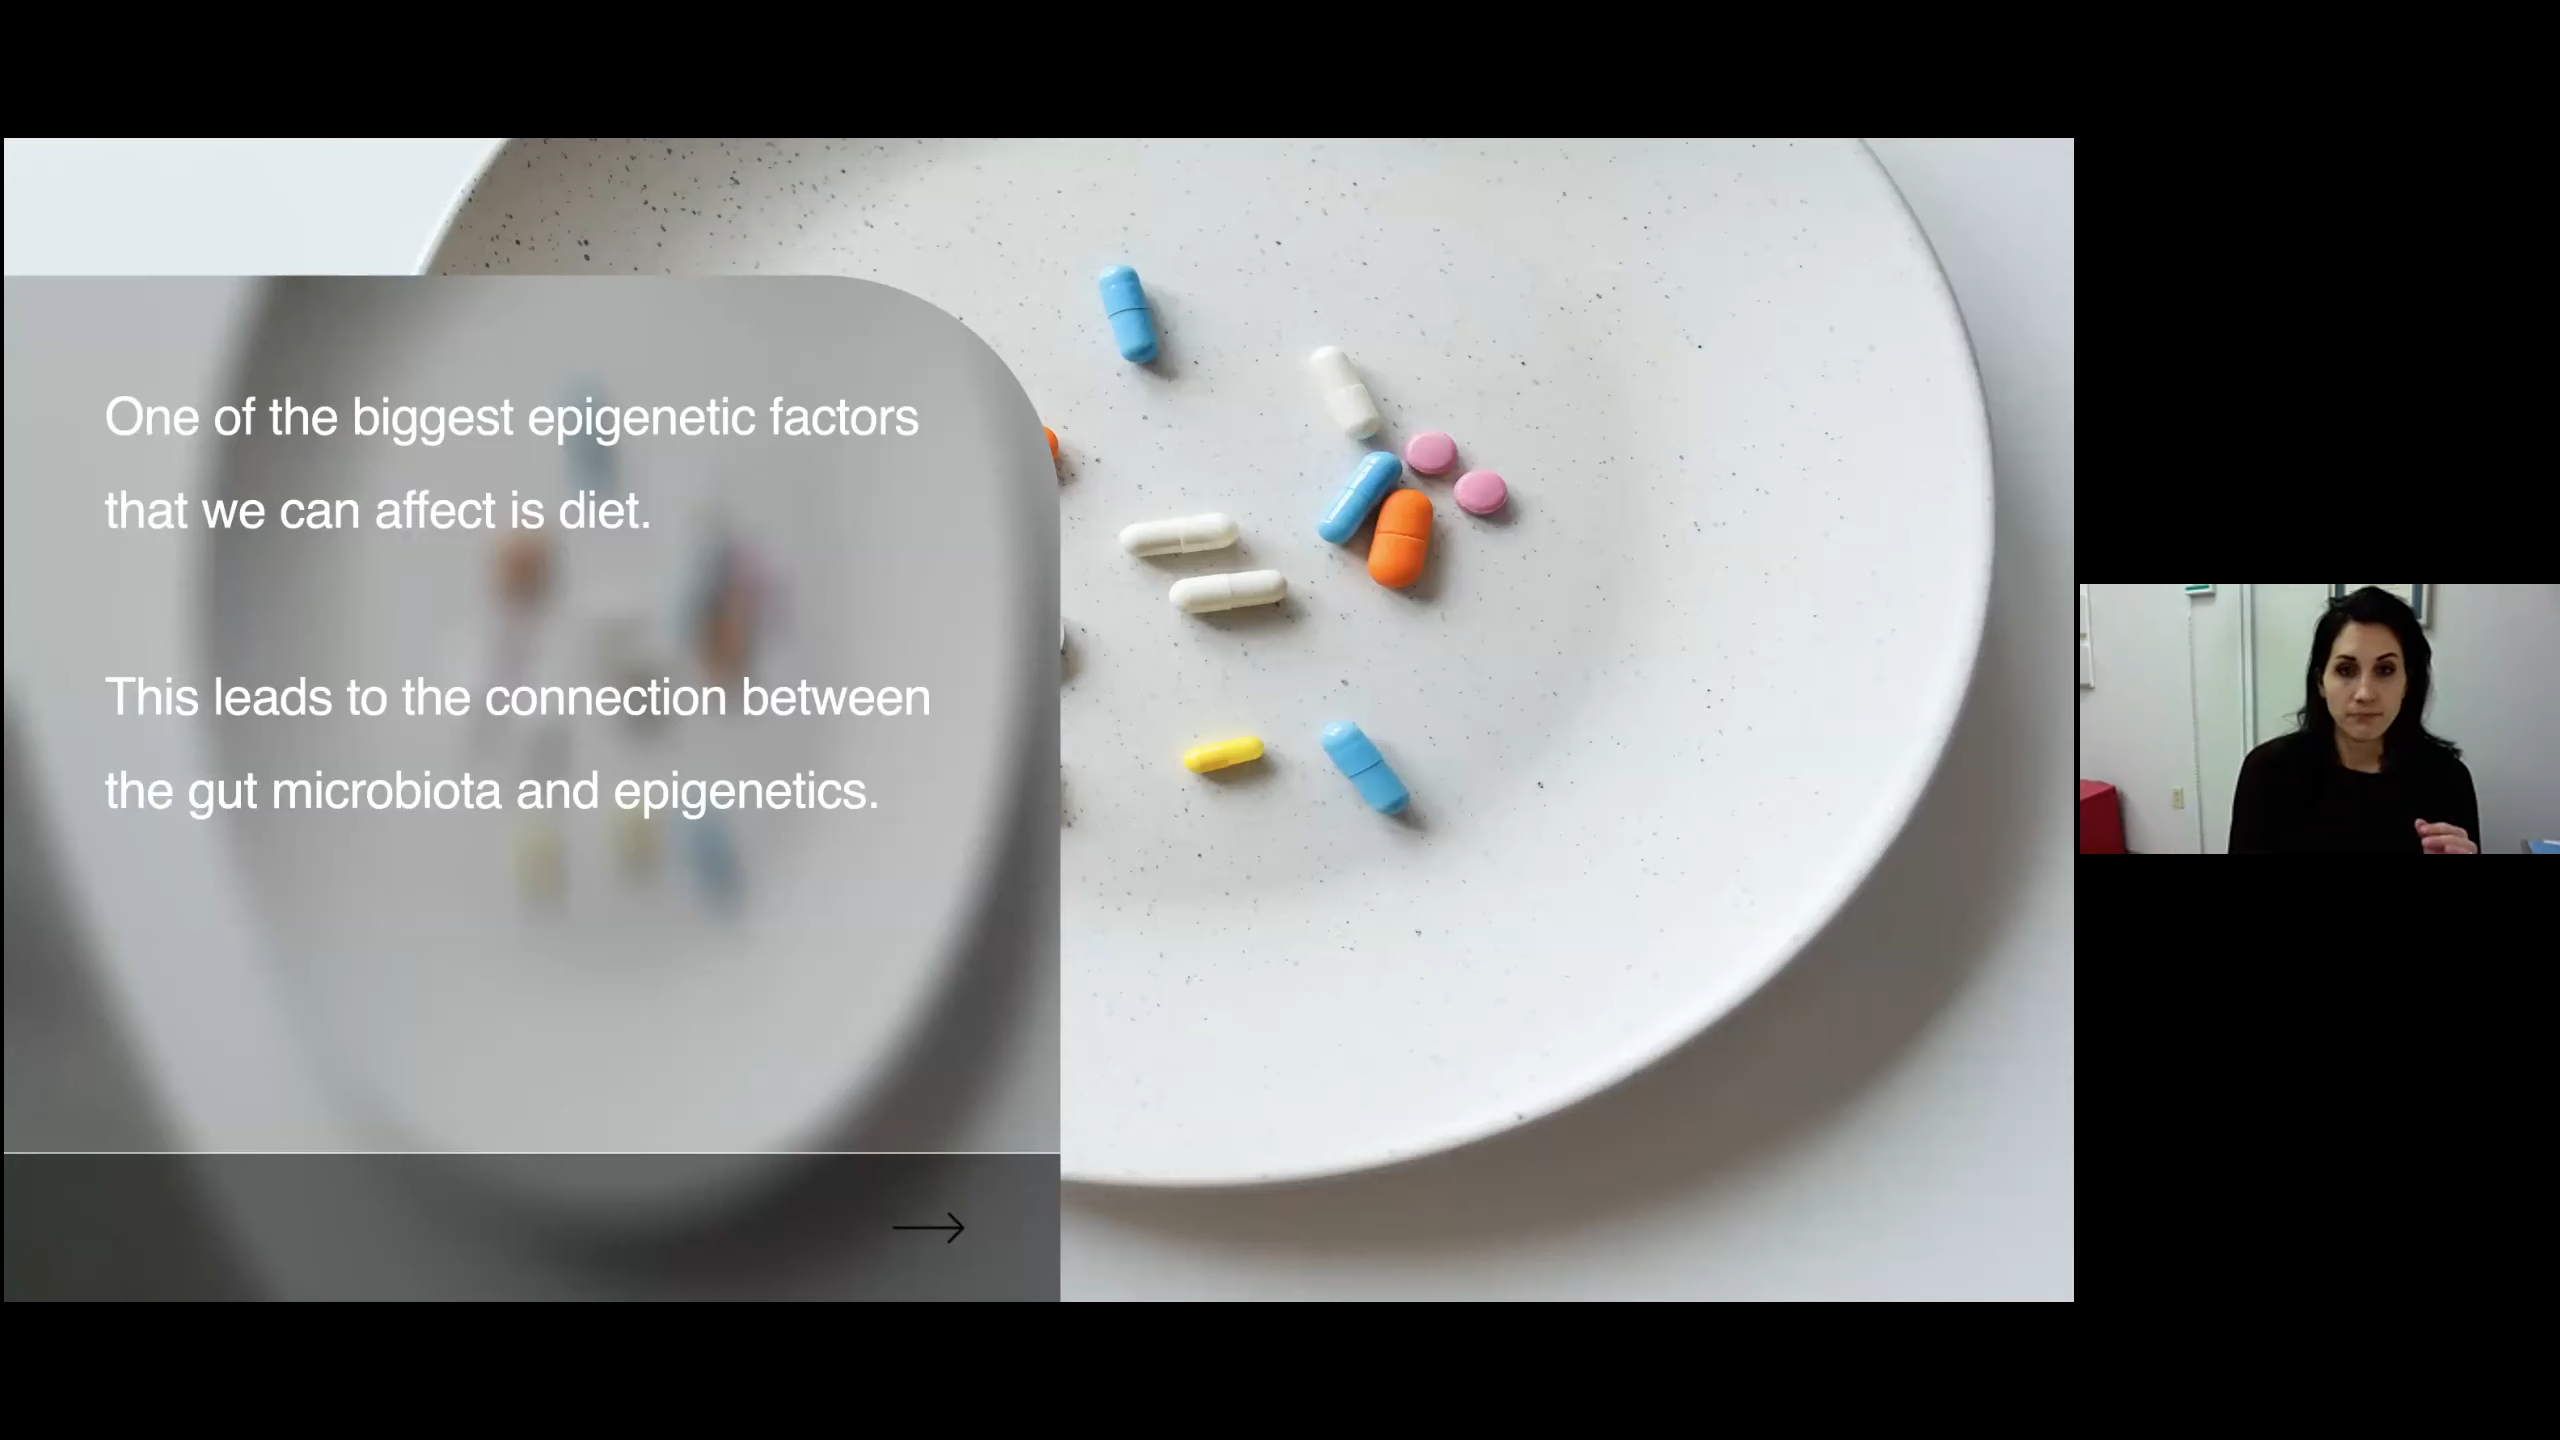 One of the biggest epigenetic factors
that we can affect is diet.
This leads to the connection between
the gut microbiota and epigenetics.